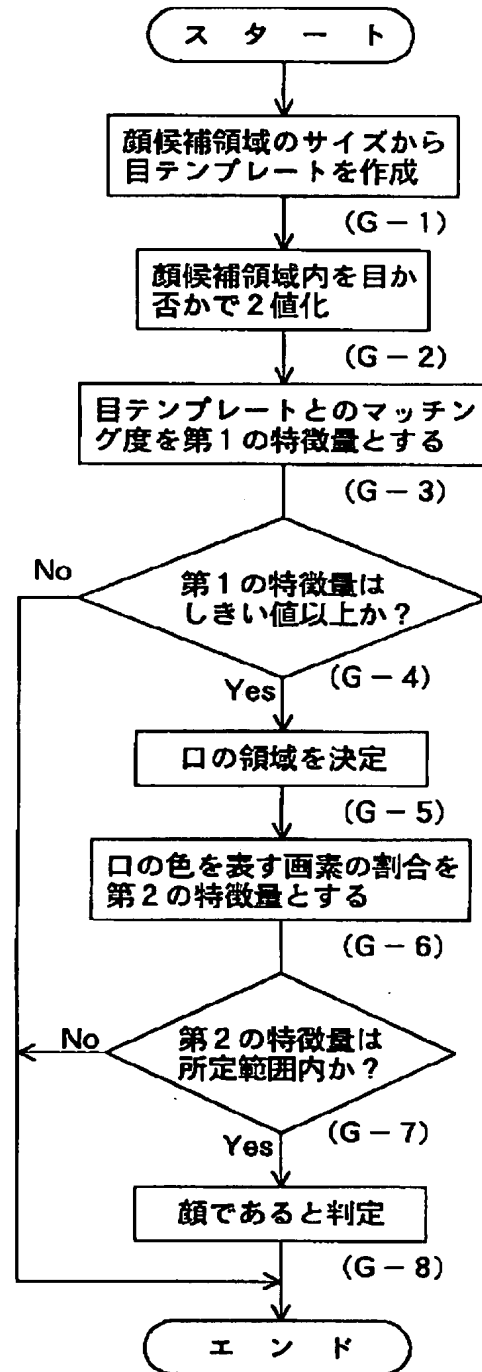 スタート
顔候補領域のサイズから
目テンプレートを作成
(G-1)
顔候補領域内を目か
否かで2値化
(G-2)
目テンプレートとのマッチン
グ度を第1の特徴量とする
(G-3)
No
第1の特徴量は
しきい値以上か?
(G-4)
Yes
口の領域を決定
(G-5)
口の色を表す画素の割合を
第2の特徴量とする
(G-6)
No
第2の特徴量は
所定範囲内か?
(G-7)
Yes
顔であると判定
(G-8)
エンド